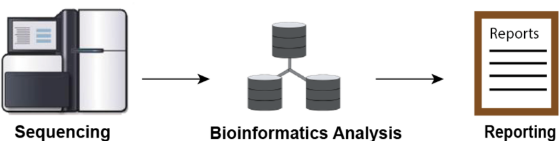 Reports
Sequencing
Bioinformatics Analysis
Reporting